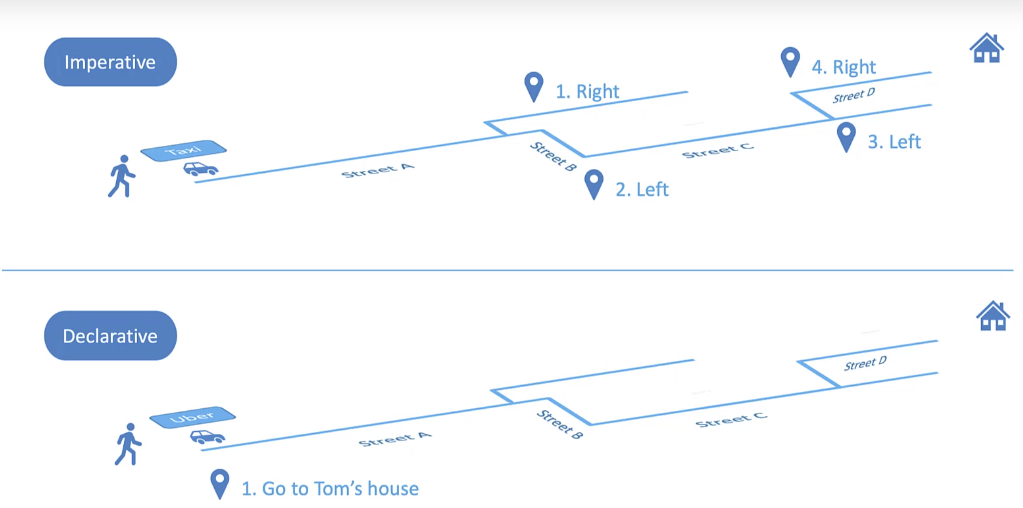 Imperative
4. Right
1. Right
Street D
Taxi
3. Left
Street B
Street C
Street A
2. Left
Declarative
Street D
Uber
Street B
Street C
Street A
1. Go to Tom's house